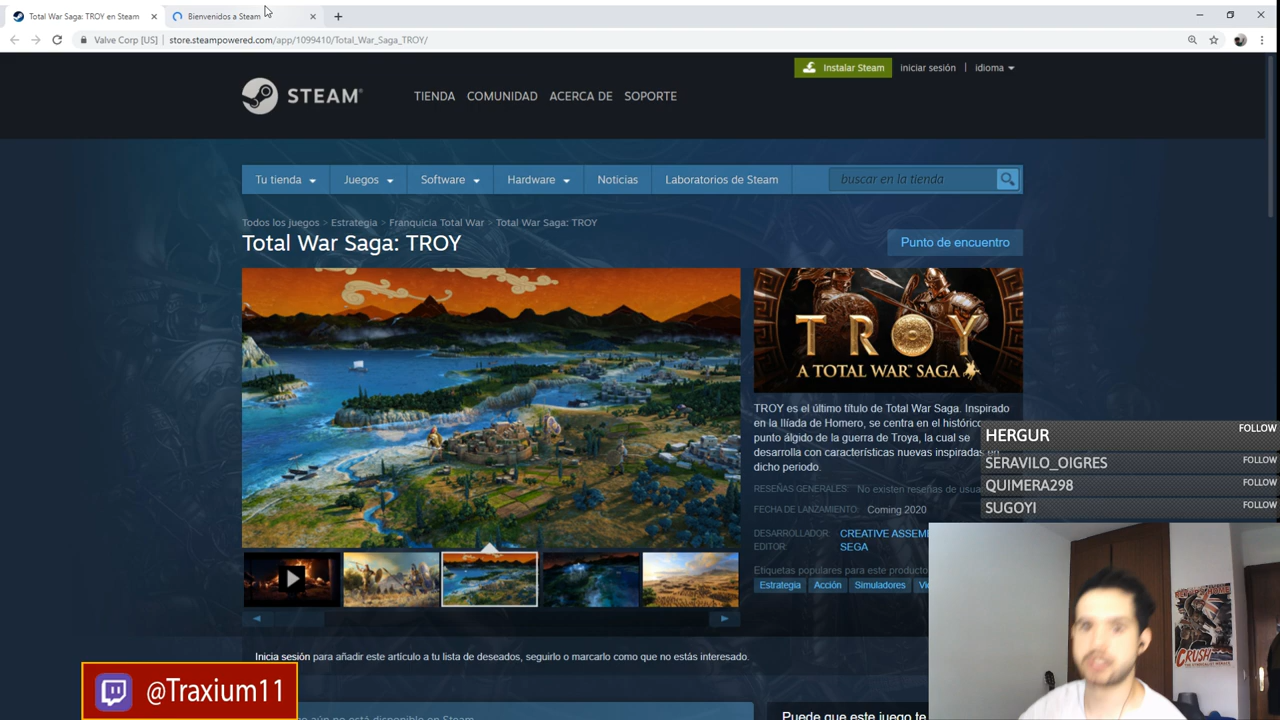 Total War Saga: TROY en Steam
Bienvenidos a Steam
Valve Corp [US] | store.steampowered.com/app/1099410/Total_War_Saga_TROY/
Instalar Steam
iniciar sesión | idioma
STEAM
TIENDA COMUNIDAD ACERCA DE SOPORTE
Tu tienda Juegos Software Hardware Noticias Laboratorios de Steam buscar en la tienda
Todos los juegos > Estrategia > Franquicia Total War > Total War Saga: TROY
Total War Saga: TROY
Punto de encuentro
TROY
A TOTAL WAR SAGA
TROY es el último título de Total War Saga. Inspirado
en la Ilíada de Homero, se centra en el histórico
punto álgido de la guerra de Troya, la cual se
desarrolla con características nuevas inspiradas en
dicho periodo.
RESEÑAS GENERALES: No existen reseñas de
FECHA DE LANZAMIENTO: Coming 2020
DESARROLLADOR: CREATIVE
EDITOR: SEGA
Etiquetas populares para este producto
Estrategia Acción Simuladores
HERGUR FOLLOW
SERAVILO_OIGRES FOLLOW
QUIMERA298 FOLLOW
SUGOYI FOLLOW
CRUSH
Inicia sesión para añadir este artículo a tu lista de deseados, seguirlo o marcarlo como que no estás interesado.
@Traxium11
Puede que este juego te